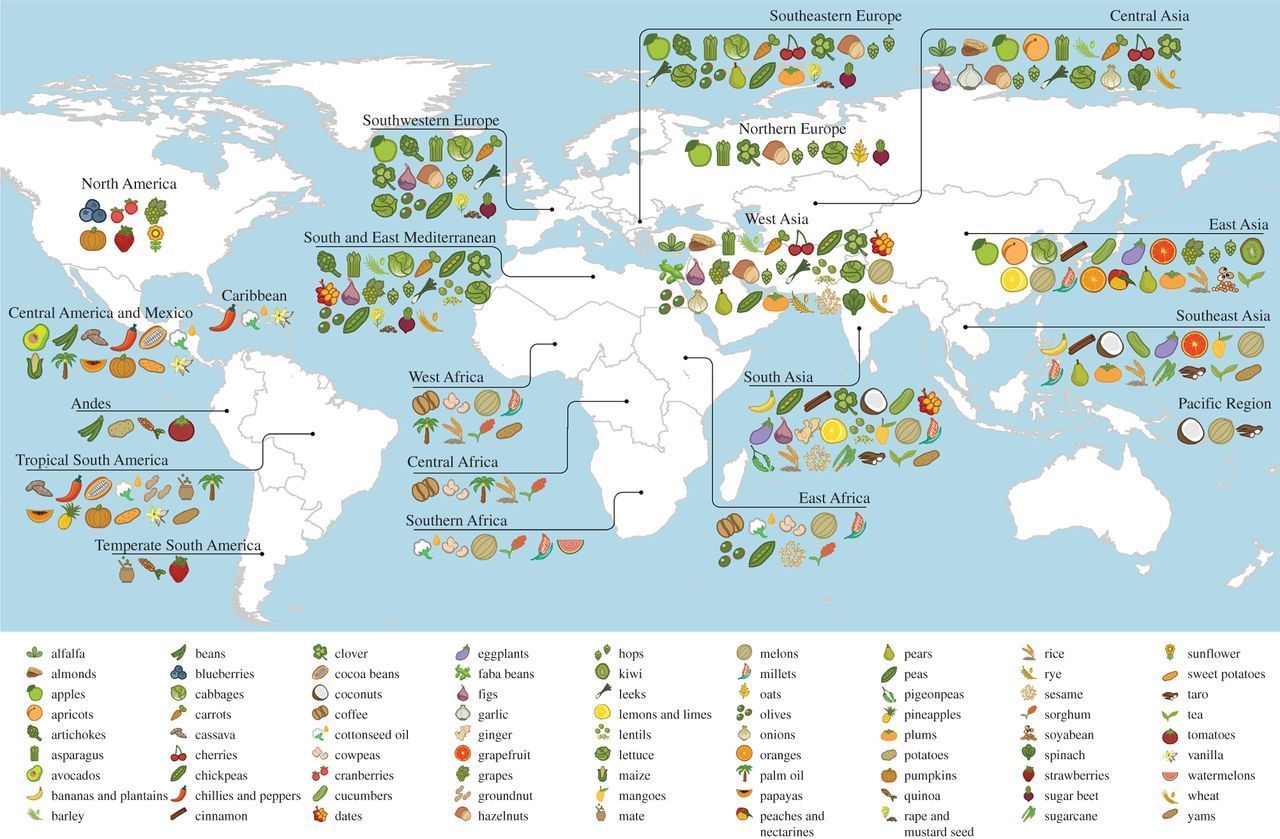 Southeastern Europe
Central Asia
Southwestern Europe
Northern Europe
North America
West Asia
East Asia
South and East Mediterranean
Caribbean
Central America and Mexico
Southeast Asia
West Africa
South Asia
Andes
Pacific Region
Tropical South America
Central Africa
East Africa
Southern Africa
Temperate South America
alfalfa
almonds
apples
apricots
artichokes
asparagus
avocados
bananas and plantains
barley
beans
blueberries
cabbages
carrots
cassava
cherries
chickpeas
chillies and peppers
cinnamon
clover
cocoa beans
coconuts
coffee
cottonseed oil
cowpeas
cranberries
cucumbers
dates
eggplants
faba beans
figs
garlic
ginger
grapefruit
grapes
groundnut
hazelnuts
hops
kiwi
leeks
lemons and limes
lentils
lettuce
maize
mangoes
mate
melons
millets
oats
olives
onions
oranges
palm oil
papayas
peaches and
nectarines
pears
peas
pigeonpeas
pineapples
plums
potatoes
pumpkins
quinoa
rape and
mustard seed
rice
rye
sesame
sorghum
soyabean
spinach
strawberries
sugar beet
sugarcane
sunflower
sweet potatoes
taro
tea
tomatoes
vanilla
watermelons
wheat
yams